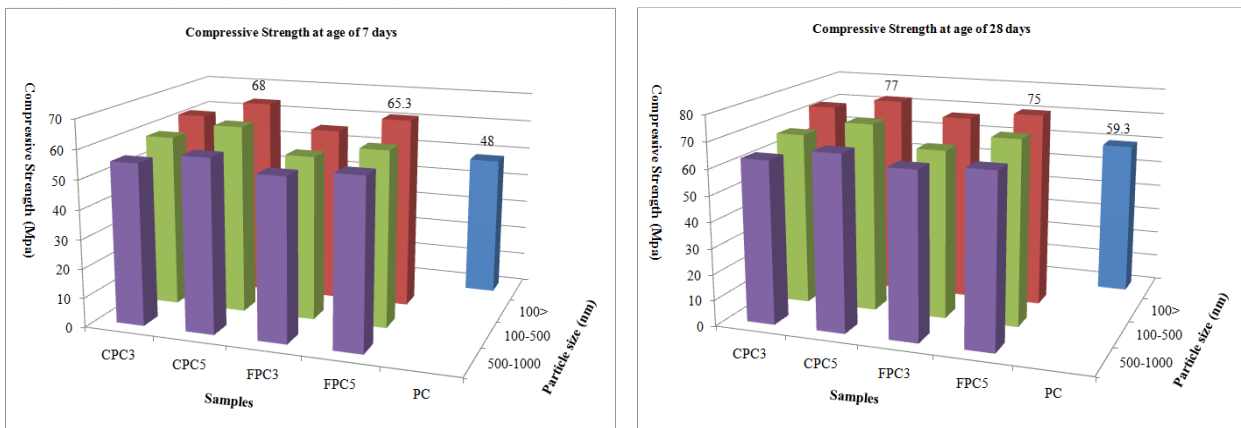 Compressive Strength at age of 7 days
Compressive Strength (Mpa)
70
60
50
40
30
20
10
0
68
65.3
48
CPC3
CPC5
FPC3
FPC5
PC
Samples
100>
100-500
500-1000
Particle size (nm)
Compressive Strength at age of 28 days
Compressive Strength (Mpa)
80
70
60
50
40
30
20
10
0
77
75
59.3
CPC3
CPC5
FPC3
FPC5
PC
Samples
100>
100-500
500-1000
Particle size (nm)